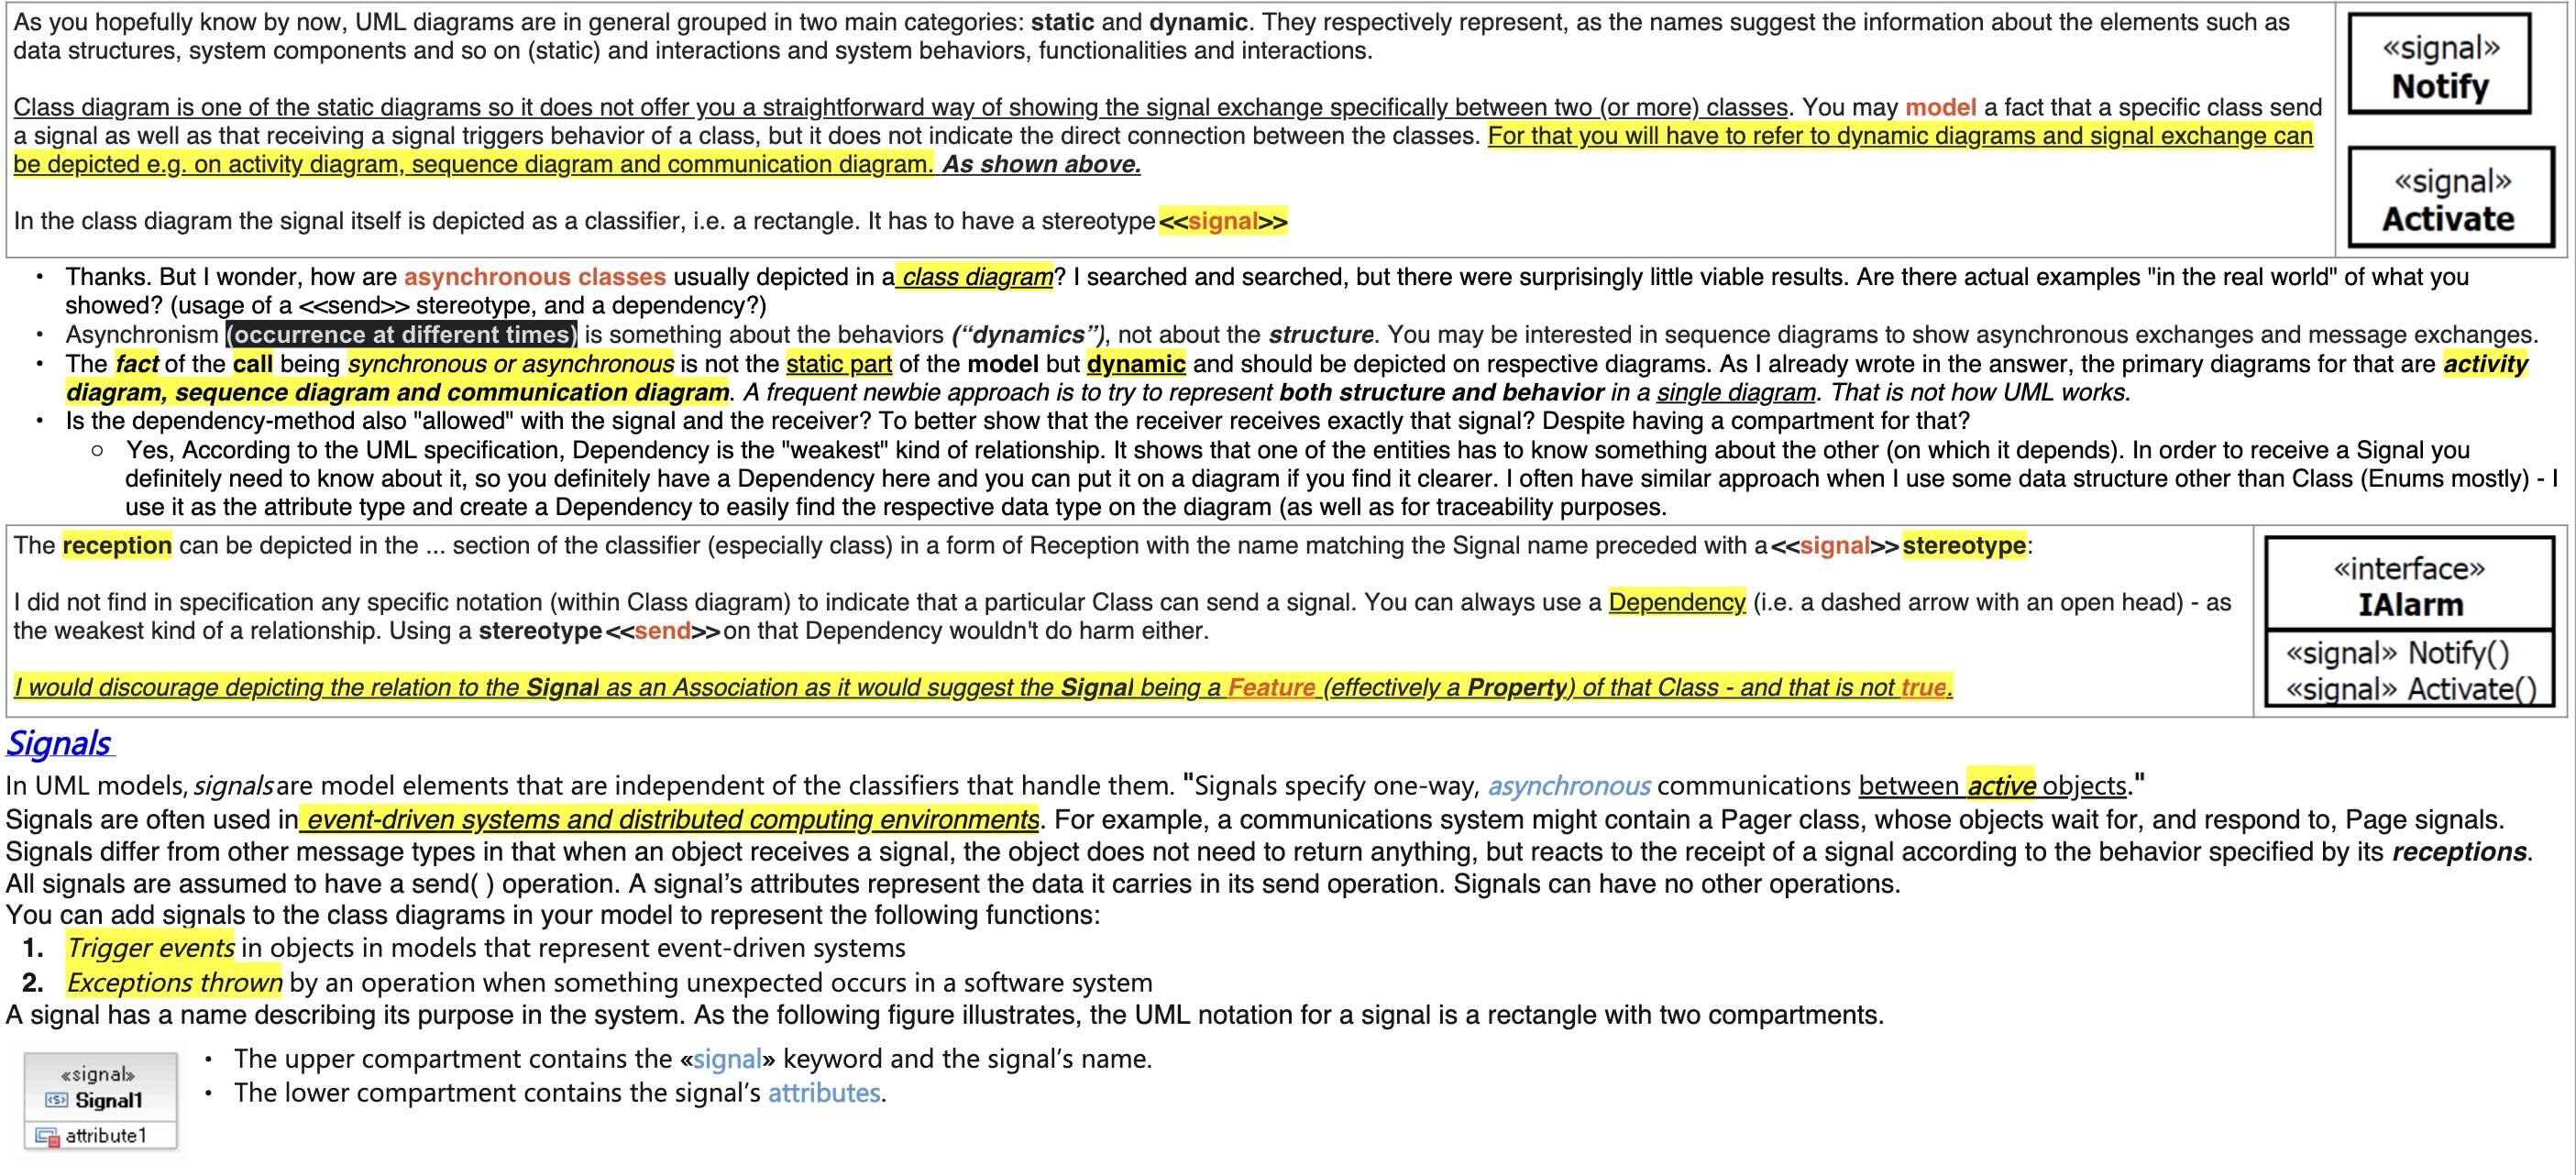 As you hopefully know by now, UML diagrams are in general grouped in two main categories: static and dynamic. They respectively represent, as the names suggest the information about the elements such as
data structures, system components and so on (static) and interactions and system behaviors, functionalities and interactions.
Class diagram is one of the static diagrams so it does not offer you a straightforward way of showing the signal exchange specifically between two (or more) classes. You may model a fact that a specific class send
a signal as well as that receiving a signal triggers behavior of a class, but it does not indicate the direct connection between the classes. For that you will have to refer to dynamic diagrams and signal exchange can
be depicted e.g. on activity diagram, sequence diagram and communication diagram. As shown above.
In the class diagram the signal itself is depicted as a classifier, i.e. a rectangle. It has to have a stereotype <<signal>>
«signal»
Notify
«signal»
Activate
• Thanks. But I wonder, how are asynchronous classes usually depicted in a class diagram? I searched and searched, but there were surprisingly little viable results. Are there actual examples "in the real world" of what you
showed? (usage of a <<send>> stereotype, and a dependency?)
• Asynchronism (occurrence at different times) is something about the behaviors (“dynamics”), not about the structure. You may be interested in sequence diagrams to show asynchronous exchanges and message exchanges.
• The fact of the call being synchronous or asynchronous is not the static part of the model but dynamic and should be depicted on respective diagrams. As I already wrote in the answer, the primary diagrams for that are activity
diagram, sequence diagram and communication diagram. A frequent newbie approach is to try to represent both structure and behavior in a single diagram. That is not how UML works.
• Is the dependency-method also "allowed" with the signal and the receiver? To better show that the receiver receives exactly that signal? Despite having a compartment for that?
○ Yes, According to the UML specification, Dependency is the "weakest" kind of relationship. It shows that one of the entities has to know something about the other (on which it depends). In order to receive a Signal you
definitely need to know about it, so you definitely have a Dependency here and you can put it on a diagram if you find it clearer. I often have similar approach when I use some data structure other than Class (Enums mostly) - I
use it as the attribute type and create a Dependency to easily find the respective data type on the diagram (as well as for traceability purposes.
The reception can be depicted in the ... section of the classifier (especially class) in a form of Reception with the name matching the Signal name preceded with a <<signal>> stereotype:
I did not find in specification any specific notation (within Class diagram) to indicate that a particular Class can send a signal. You can always use a Dependency (i.e. a dashed arrow with an open head) - as
the weakest kind of a relationship. Using a stereotype <<send>> on that Dependency wouldn't do harm either.
I would discourage depicting the relation to the Signal as an Association as it would suggest the Signal being a Feature (effectively a Property) of that Class - and that is not true.
«interface»
IAlarm
«signal» Notify()
«signal» Activate()
Signals
In UML models, signals are model elements that are independent of the classifiers that handle them. "Signals specify one-way, asynchronous communications between active objects."
Signals are often used in event-driven systems and distributed computing environments. For example, a communications system might contain a Pager class, whose objects wait for, and respond to, Page signals.
Signals differ from other message types in that when an object receives a signal, the object does not need to return anything, but reacts to the receipt of a signal according to the behavior specified by its receptions.
All signals are assumed to have a send( ) operation. A signal’s attributes represent the data it carries in its send operation. Signals can have no other operations.
You can add signals to the class diagrams in your model to represent the following functions:
1. Trigger events in objects in models that represent event-driven systems
2. Exceptions thrown by an operation when something unexpected occurs in a software system
A signal has a name describing its purpose in the system. As the following figure illustrates, the UML notation for a signal is a rectangle with two compartments.
«signal»
Signal1
attribute1
• The upper compartment contains the «signal» keyword and the signal’s name.
• The lower compartment contains the signal’s attributes.